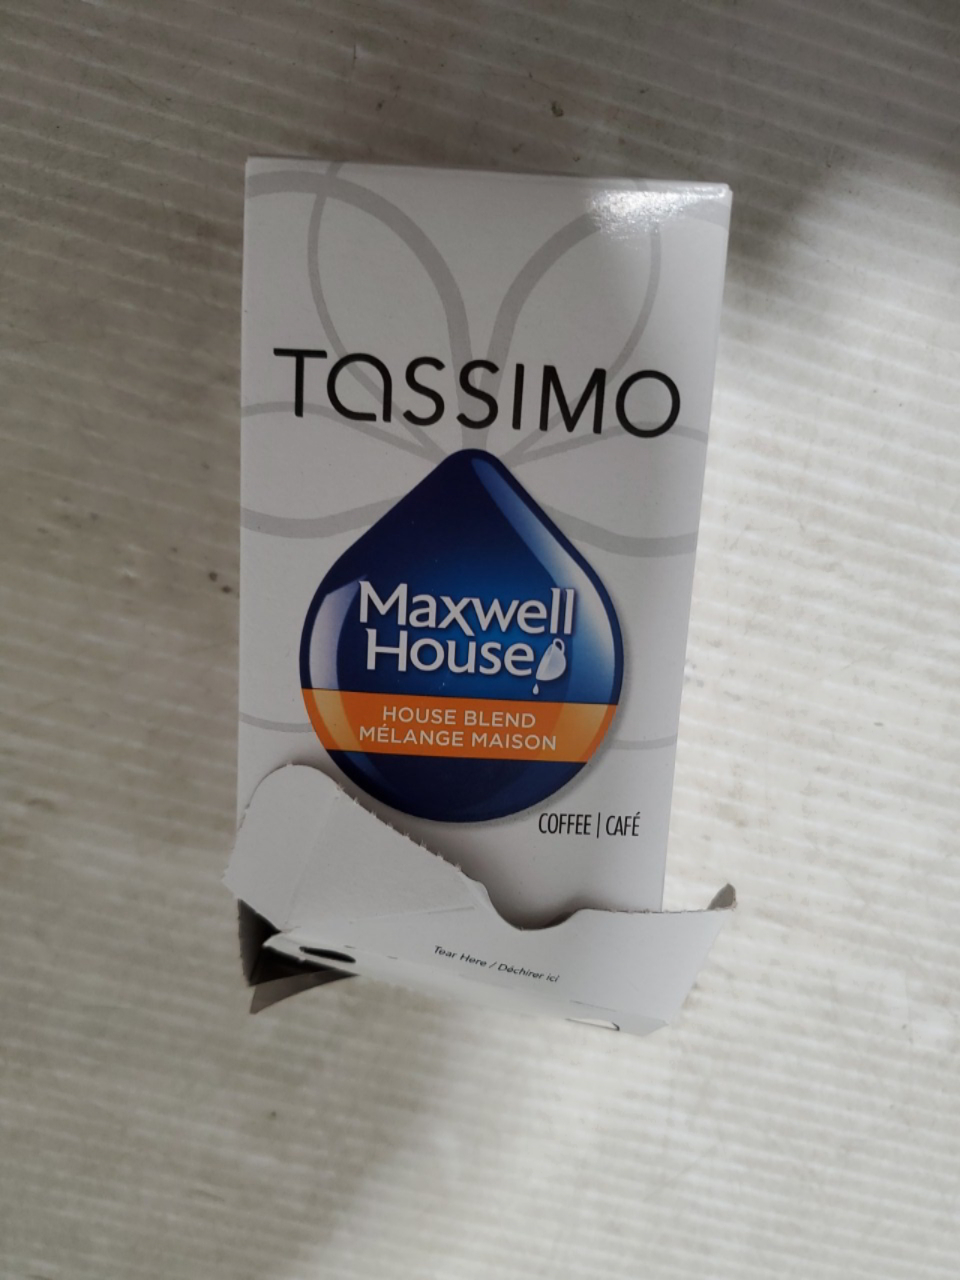 TASSIMO
Maxwell
House
HOUSE BLEND
MÉLANGE MAISON
COFFEE | CAFÉ
Tear Here / Déchirer ici